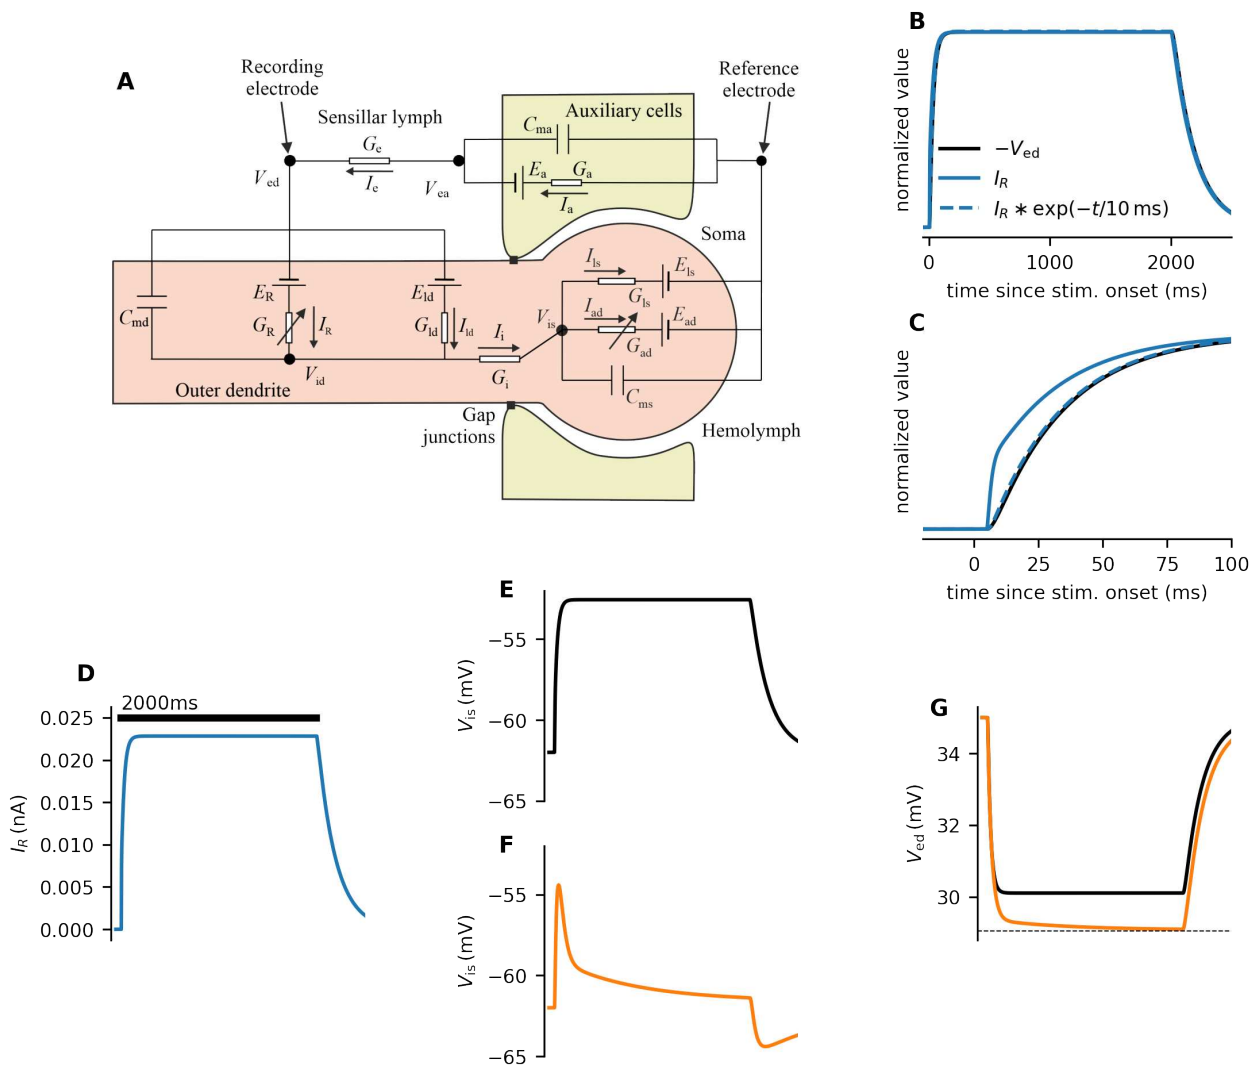 A
Recording
electrode
Reference
electrode
Sensillar lymph
Auxiliary cells
Cma
Ge
Ved
Ie
Vea
Ea
Ga
Ia
Soma
Cmd
ER
GR
IR
Eld
Gld
Ild
Vid
Ii
Gi
Vis
Ils
Gls
Els
Iad
Gad
Ead
Cms
Outer dendrite
Gap
junctions
Hemolymph
B
normalized value
−Ved
IR
IR ∗ exp(−t/10 ms)
0 1000 2000
time since stim. onset (ms)
C
normalized value
0 25 50 75 100
time since stim. onset (ms)
D
2000ms
IR (nA)
0.025
0.020
0.015
0.010
0.005
0.000
E
Vis (mV)
−55
−60
−65
F
Vis (mV)
−55
−60
−65
G
Ved (mV)
34
32
30